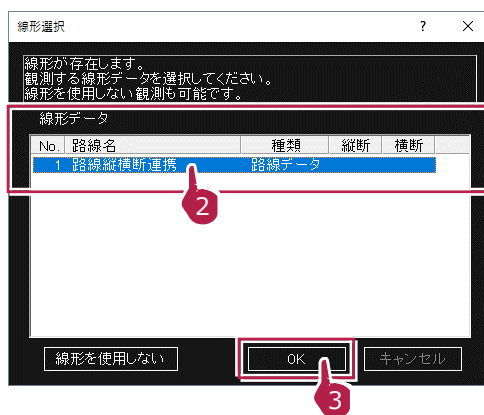 線形選択 ? ×
線形が存在します。
観測する線形データを選択してください。
線形を使用しない観測も可能です。
線形データ
No. 路線名 種類 縦断 横断
1 路線縦横断連携 路線データ
2
線形を使用しない OK キャンセル
3